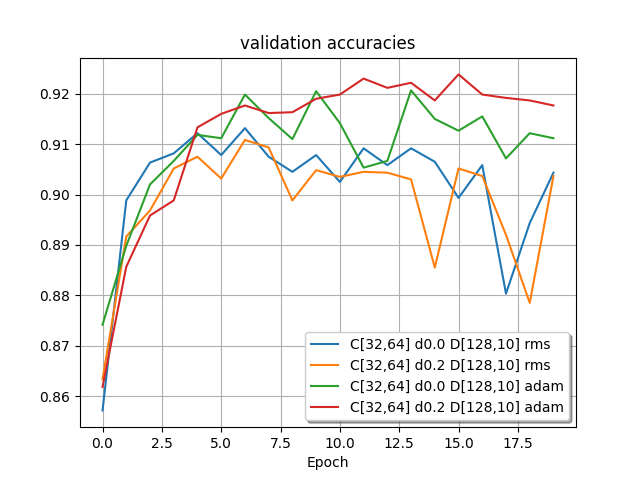 validation accuracies
0.92
0.91
0.90
0.89
0.88
0.87
0.86
C[32,64] d0.0 D[128,10] rms
C[32,64] d0.2 D[128,10] rms
C[32,64] d0.0 D[128,10] adam
C[32,64] d0.2 D[128,10] adam
0.0 2.5 5.0 7.5 10.0 12.5 15.0 17.5
Epoch